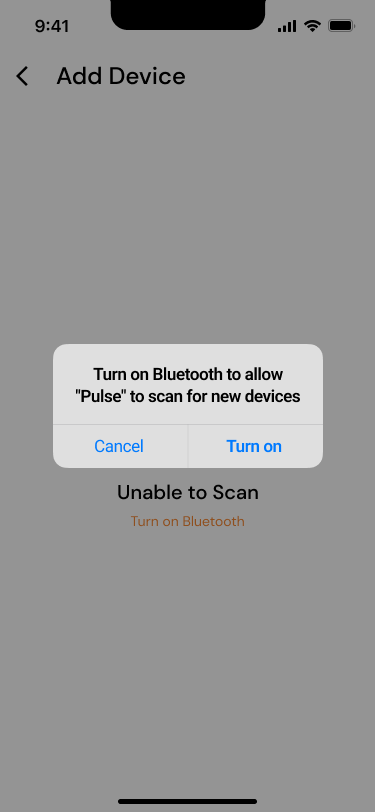 9:41
Add Device
Turn on Bluetooth to allow
"Pulse" to scan for new devices
Cancel
Turn on
Unable to Scan
Turn on Bluetooth